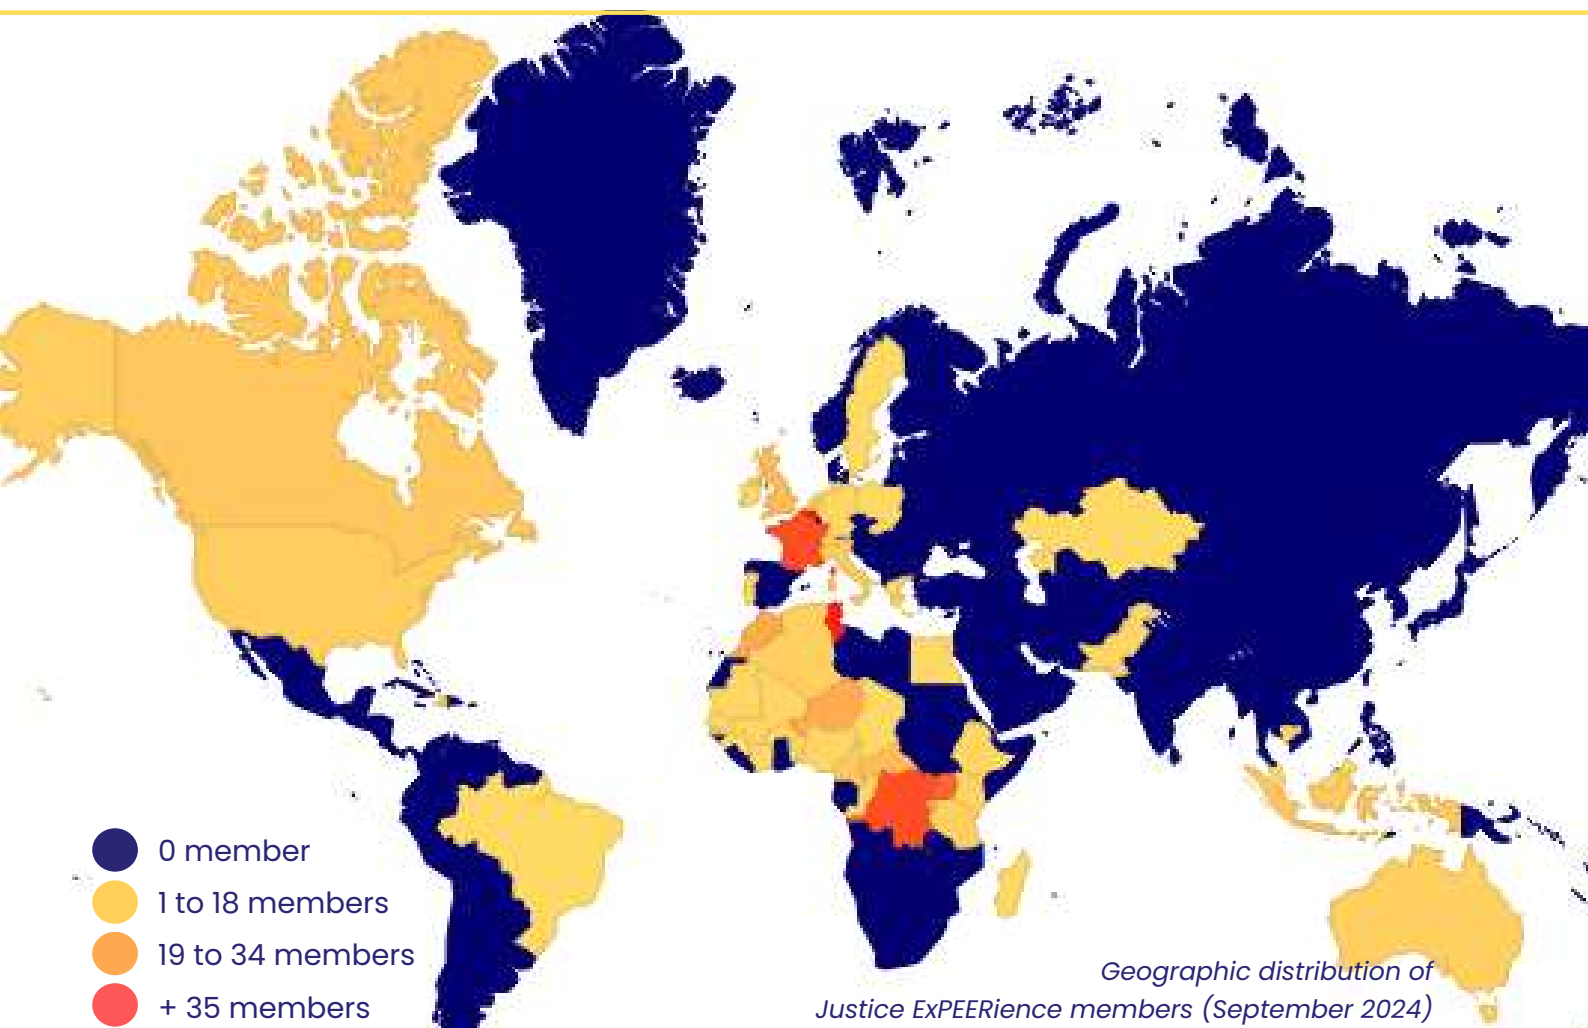 0 member
1 to 18 members
19 to 34 members
+ 35 members
Geographic distribution of
Justice ExPEERience members (September 2024)